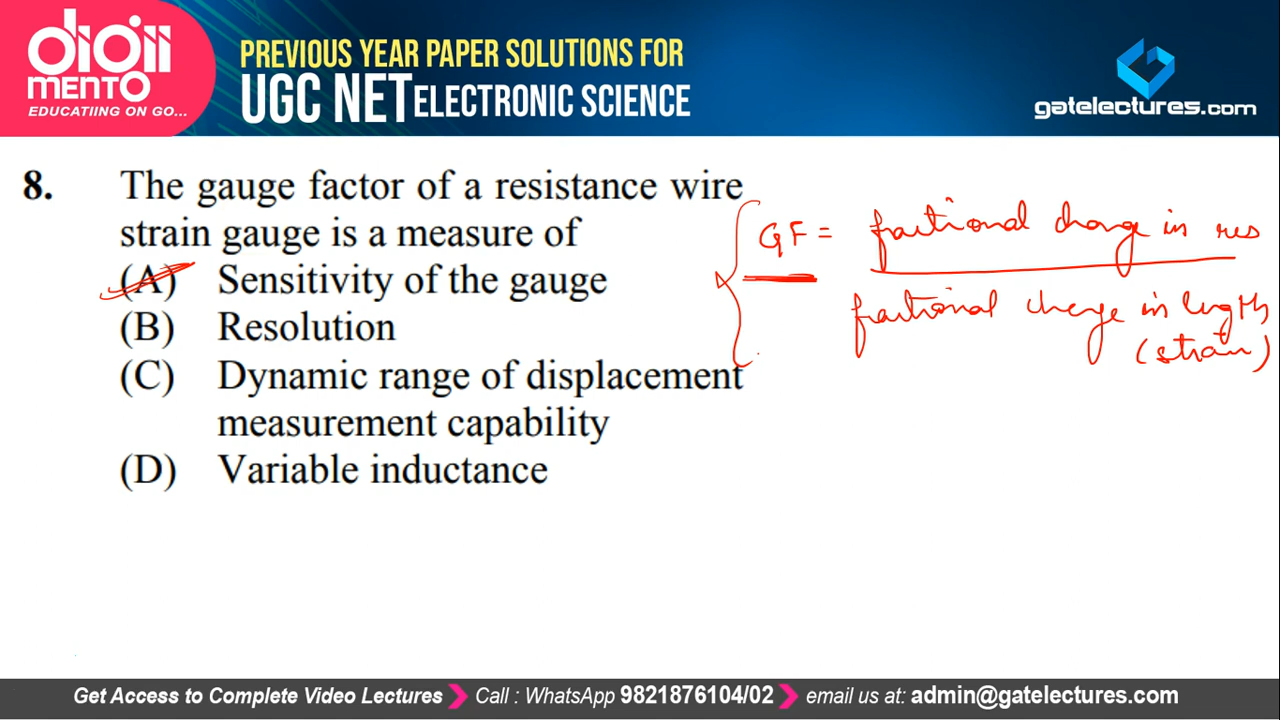 digii
MENTO
EDUCATIING ON GO...
PREVIOUS YEAR PAPER SOLUTIONS FOR
UGC NET ELECTRONIC SCIENCE
gatelectures.com
8. The gauge factor of a resistance wire
strain gauge is a measure of
(A) Sensitivity of the gauge
(B) Resolution
(C) Dynamic range of displacement
measurement capability
(D) Variable inductance
GF = fractional change in res
fractional change in length
(strain)
Get Access to Complete Video Lectures Call : WhatsApp 9821876104/02 email us at: admin@gatelectures.com